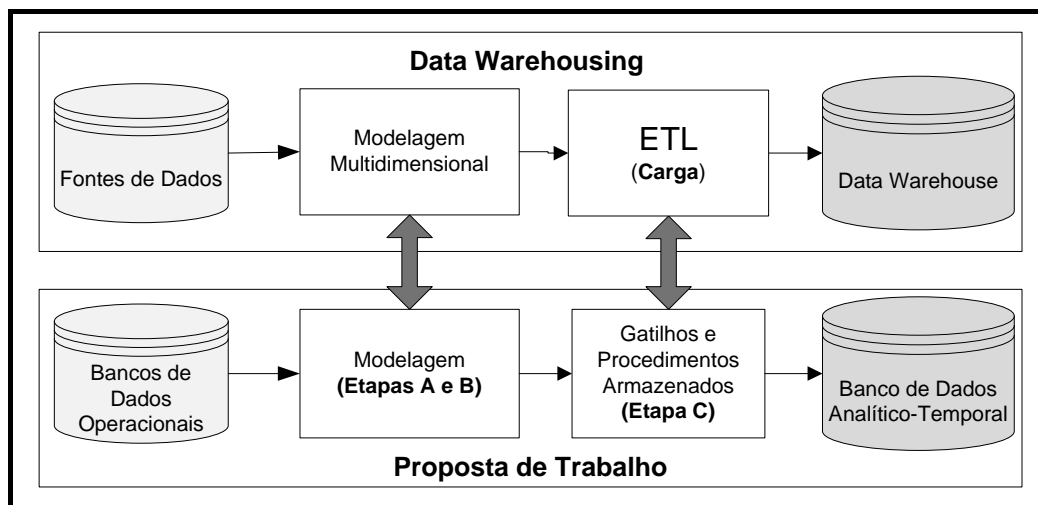 Data Warehousing
Fontes de Dados
Modelagem
Multidimensional
ETL
(Carga)
Data Warehouse
Bancos de
Dados
Operacionais
Modelagem
(Etapas A e B)
Gatilhos e
Procedimentos
Armazenados
(Etapa C)
Banco de Dados
Analítico-Temporal
Proposta de Trabalho